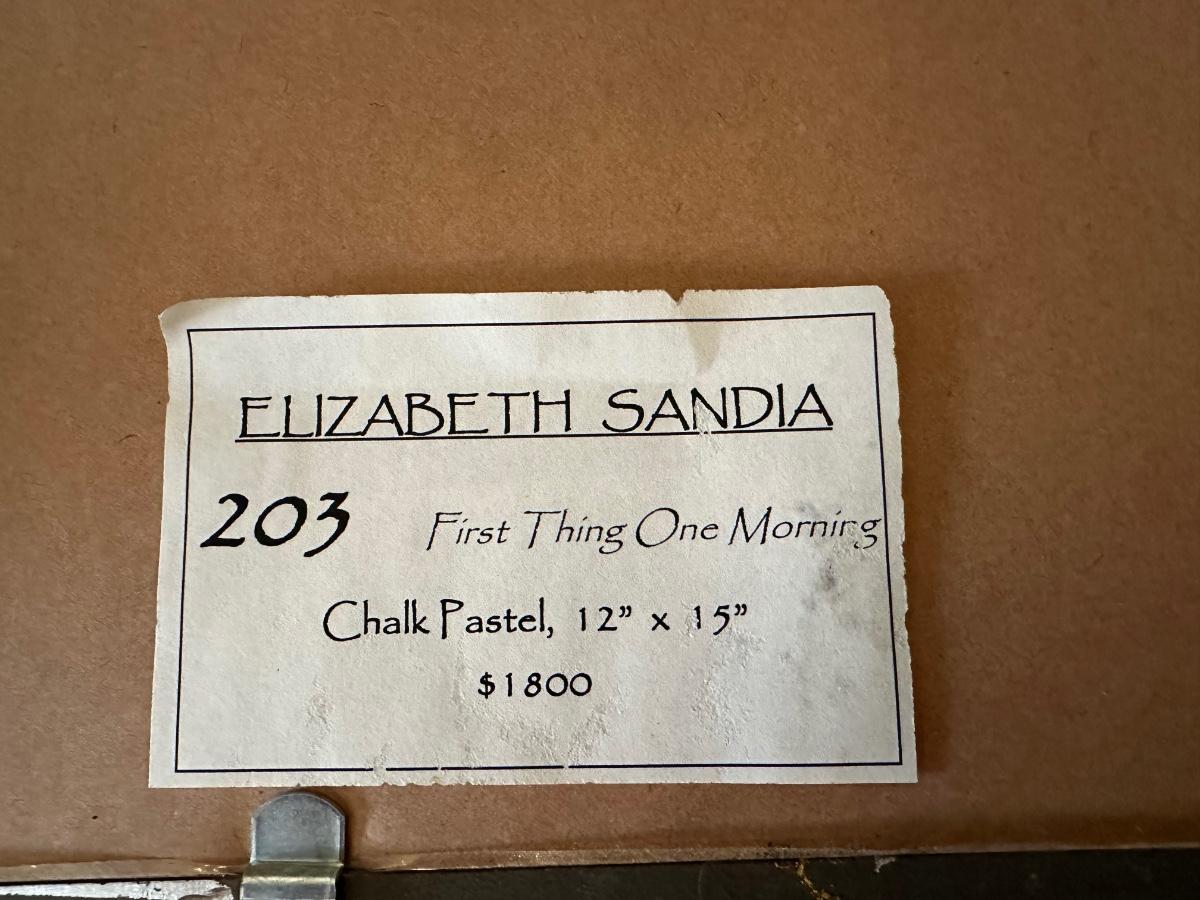 ELIZABETH SANDIA
203 First Thing One Morning
Chalk Pastel, 12” x 15”
$1800